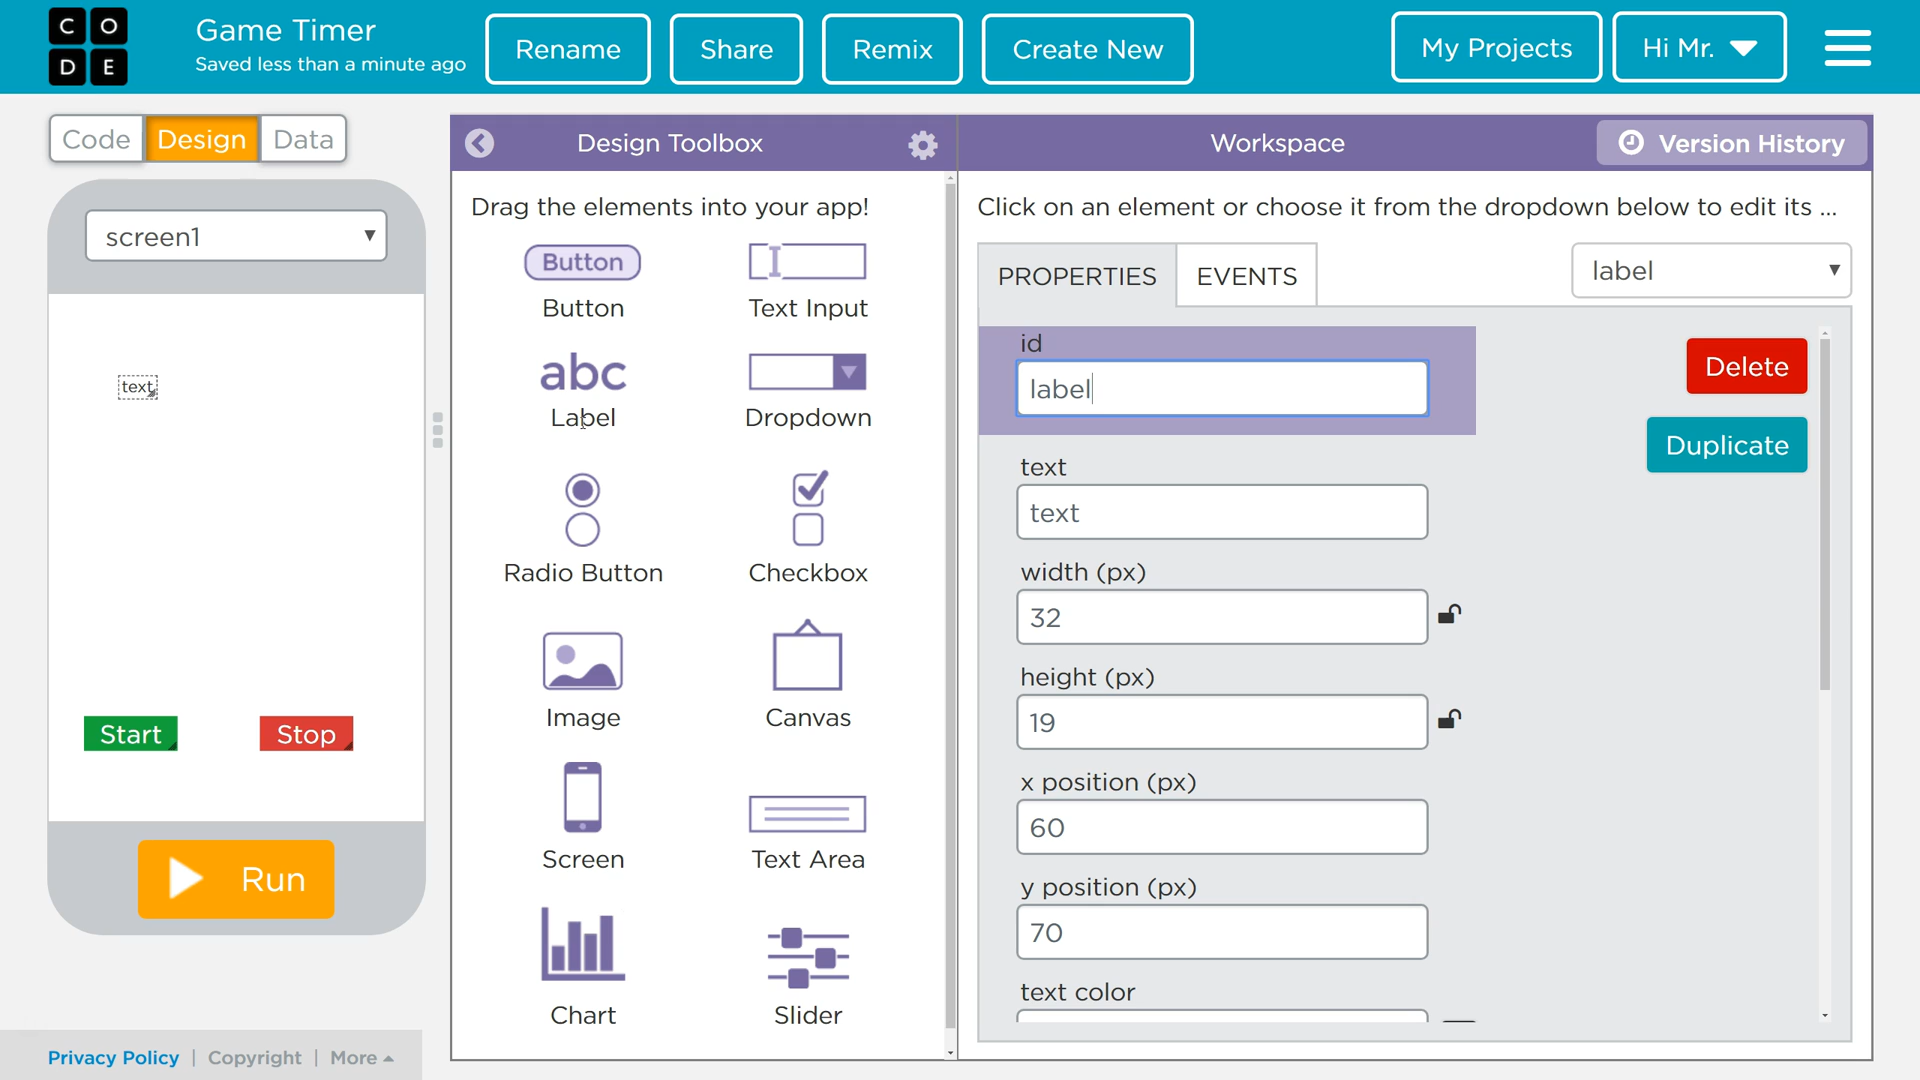 C O
D E
Game Timer
Saved less than a minute ago
Rename
Share
Remix
Create New
My Projects
Hi Mr.
Code
Design
Data
Design Toolbox
Workspace
Version History
screen1
text
Start
Stop
Run
Drag the elements into your app!
Button
Button
Text Input
abc
Label
Dropdown
Radio Button
Checkbox
Image
Canvas
Screen
Text Area
Chart
Slider
Click on an element or choose it from the dropdown below to edit its ...
PROPERTIES
EVENTS
label
id
label
Delete
Duplicate
text
text
width (px)
32
height (px)
19
x position (px)
60
y position (px)
70
text color
Privacy Policy | Copyright | More